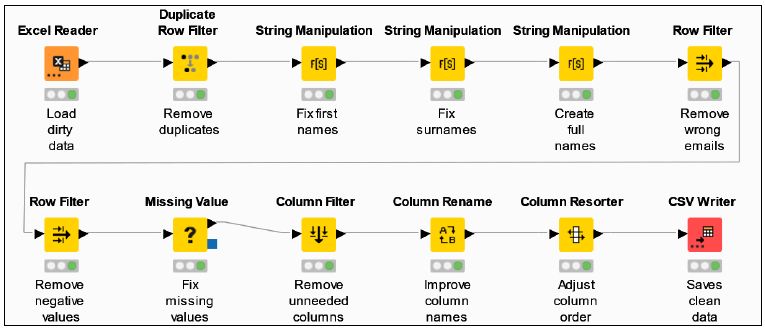 Excel Reader
Duplicate
Row Filter
String Manipulation
String Manipulation
String Manipulation
Row Filter
X
r[s]
r[s]
r[s]
Load
dirty
data
Remove
duplicates
Fix first
names
Fix
surnames
Create
full
names
Remove
wrong
emails
Row Filter
Missing Value
Column Filter
Column Rename
Column Resorter
CSV Writer
?
A
B
Remove
negative
values
Fix
missing
values
Remove
unneeded
columns
Improve
column
names
Adjust
column
order
Saves
clean
data